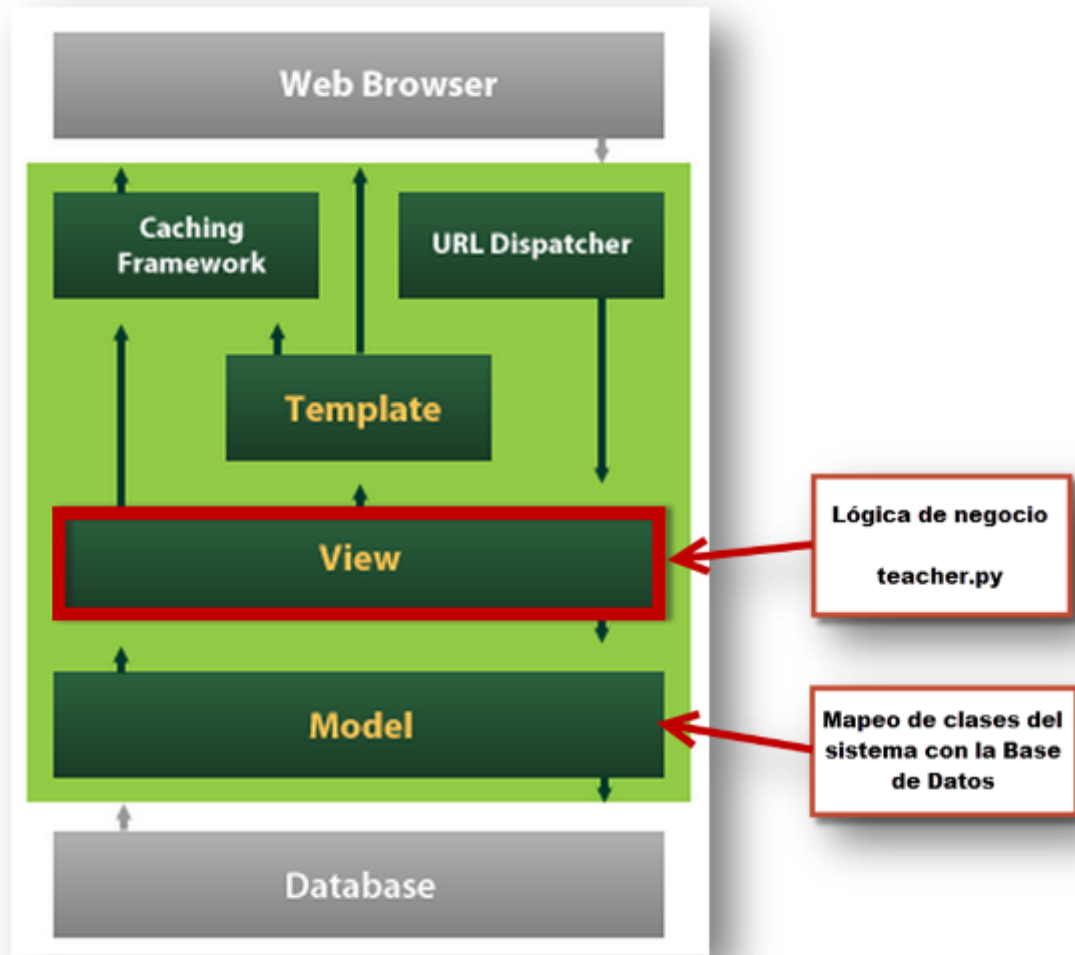 Web Browser
Caching
Framework
URL Dispatcher
Template
View
Lógica de negocio
teacher.py
Model
Mapeo de clases del
sistema con la Base
de Datos
Database